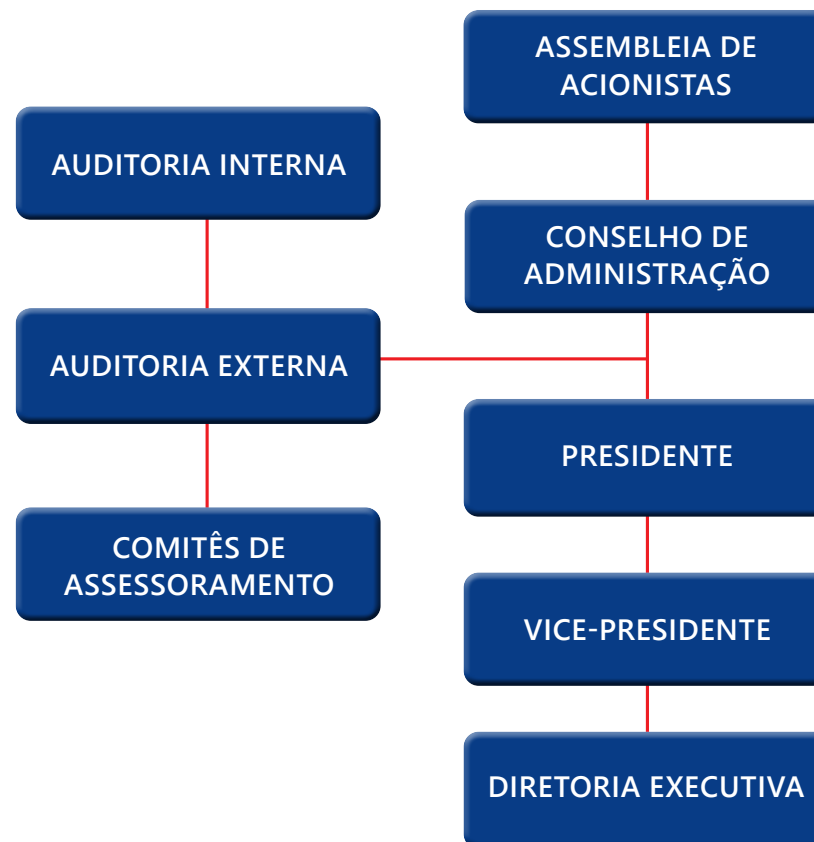 ASSEMBLEIA DE
ACIONISTAS
AUDITORIA INTERNA
CONSELHO DE
ADMINISTRAÇÃO
AUDITORIA EXTERNA
PRESIDENTE
COMITÊS DE
ASSESSORAMENTO
VICE-PRESIDENTE
DIRETORIA EXECUTIVA